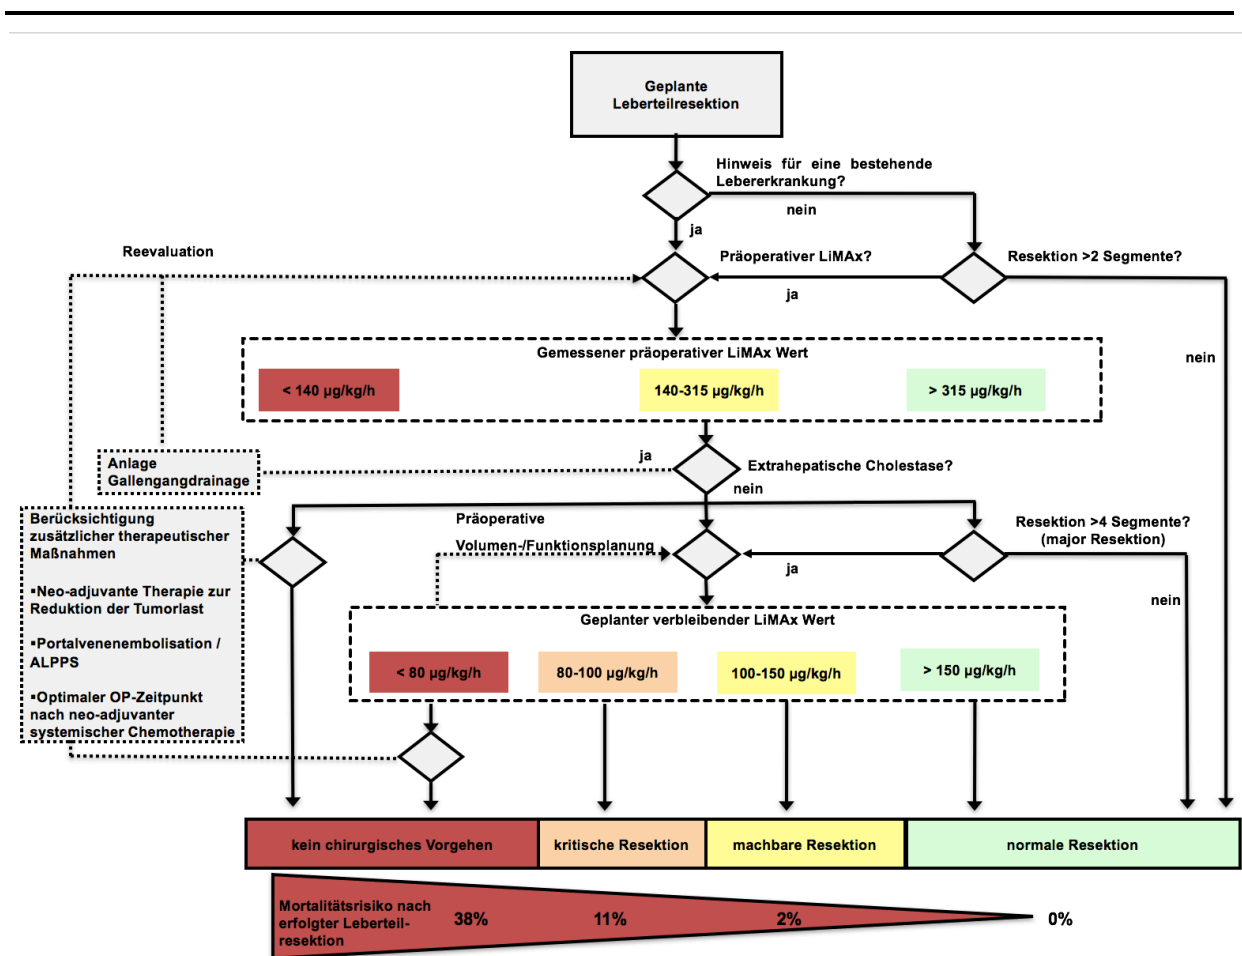 Geplante
Leberteilresektion
Hinweis für eine bestehende
Lebererkrankung?
nein
ja
Reevaluation
Präoperativer LiMAx?
Resektion >2 Segmente?
ja
nein
Gemessener präoperativer LiMAx Wert
< 140 µg/kg/h
140-315 µg/kg/h
> 315 µg/kg/h
ja
Extrahepatische Cholestase?
Anlage
Gallengangdrainage
nein
Berücksichtigung
zusätzlicher therapeutischer
Maßnahmen
▪Neo-adjuvante Therapie zur
Reduktion der Tumorlast
▪Portalvenenembolisation /
ALPPS
▪Optimaler OP-Zeitpunkt
nach neo-adjuvanter
systemischer Chemotherapie
Präoperative
Volumen-/Funktionsplanung
Resektion >4 Segmente?
(major Resektion)
ja
nein
Geplanter verbleibender LiMAx Wert
< 80 µg/kg/h
80-100 µg/kg/h
100-150 µg/kg/h
> 150 µg/kg/h
kein chirurgisches Vorgehen
kritische Resektion
machbare Resektion
normale Resektion
Mortalitätsrisiko nach
erfolgter Leberteil-
resektion
38%
11%
2%
0%